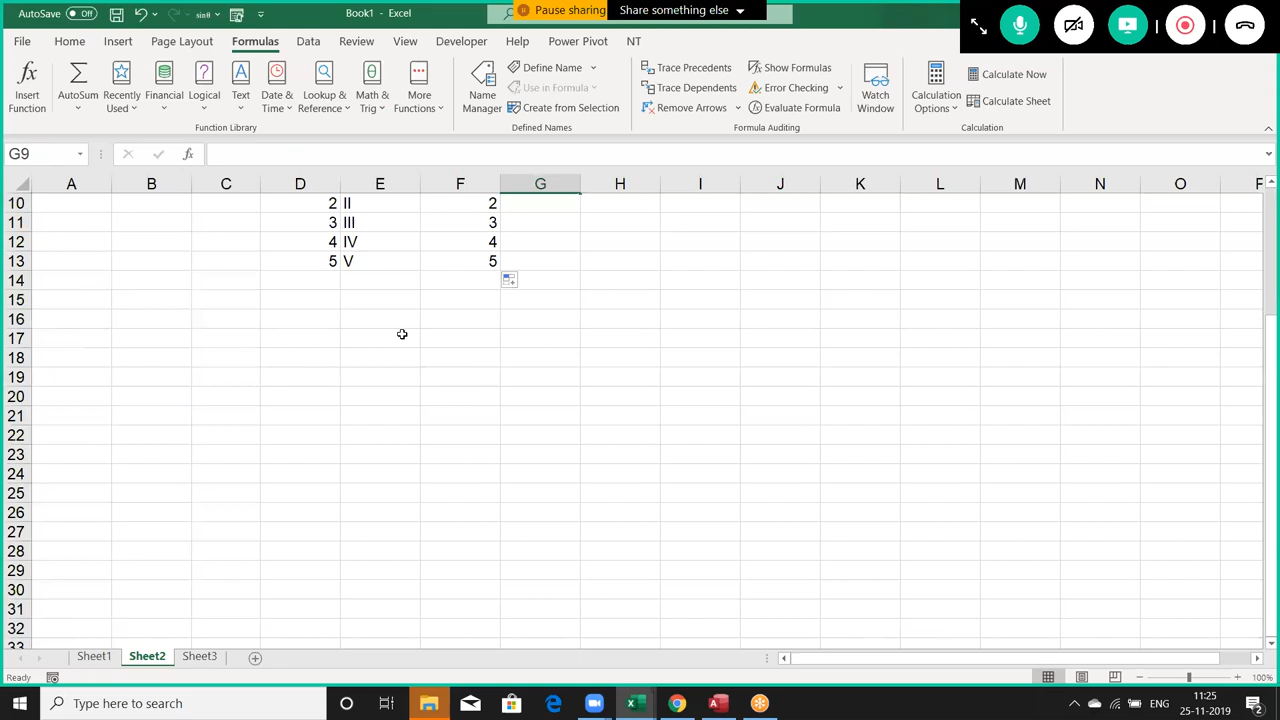 AutoSave Off sinθ Book1 - Excel Pause sharing Share something else
File Home Insert Page Layout Formulas Data Review View Developer Help Power Pivot NT
Insert Function AutoSum Recently Used Financial Logical Text Date & Time Lookup & Reference Math & Trig More Functions
Function Library
Name Manager Define Name Use in Formula Create from Selection
Defined Names
Trace Precedents Trace Dependents Remove Arrows Show Formulas Error Checking Evaluate Formula
Formula Auditing
Watch Window
Calculation Options Calculate Now Calculate Sheet
Calculation
G9 fx
A B C D E F G H I J K L M N O F
10 2 II 2
11 3 III 3
12 4 IV 4
13 5 V 5
14
15
16
17
18
19
20
21
22
23
24
25
26
27
28
29
30
31
32
33
Sheet1 Sheet2 Sheet3
Ready 100%
Type here to search ENG 11:25
25-11-2019 2